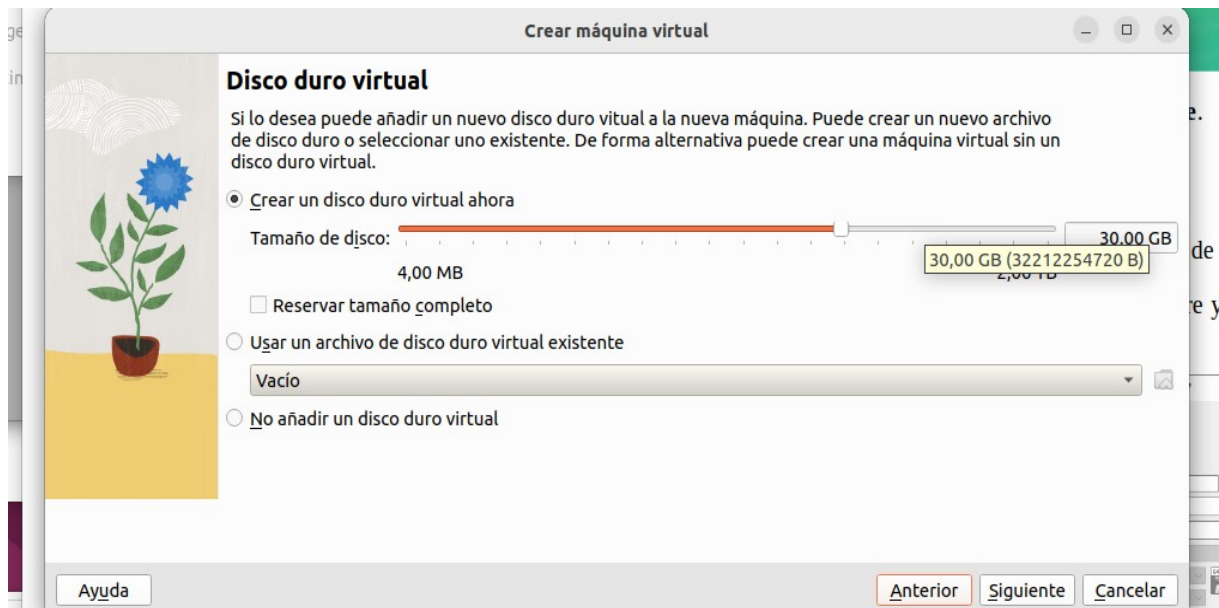 Crear máquina virtual
Disco duro virtual
Si lo desea puede añadir un nuevo disco duro vitual a la nueva máquina. Puede crear un nuevo archivo
de disco duro o seleccionar uno existente. De forma alternativa puede crear una máquina virtual sin un
disco duro virtual.
Crear un disco duro virtual ahora
Tamaño de disco:
30,00 GB
30,00 GB (32212254720 B)
4,00 MB
Reservar tamaño completo
Usar un archivo de disco duro virtual existente
Vacío
No añadir un disco duro virtual
Ayuda
Anterior
Siguiente
Cancelar
de